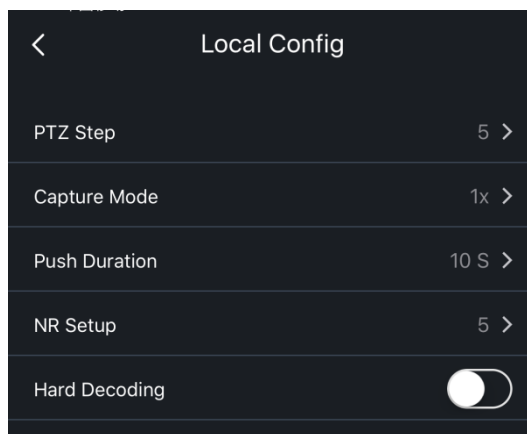 Local Config
PTZ Step 5
Capture Mode 1x
Push Duration 10 S
NR Setup 5
Hard Decoding